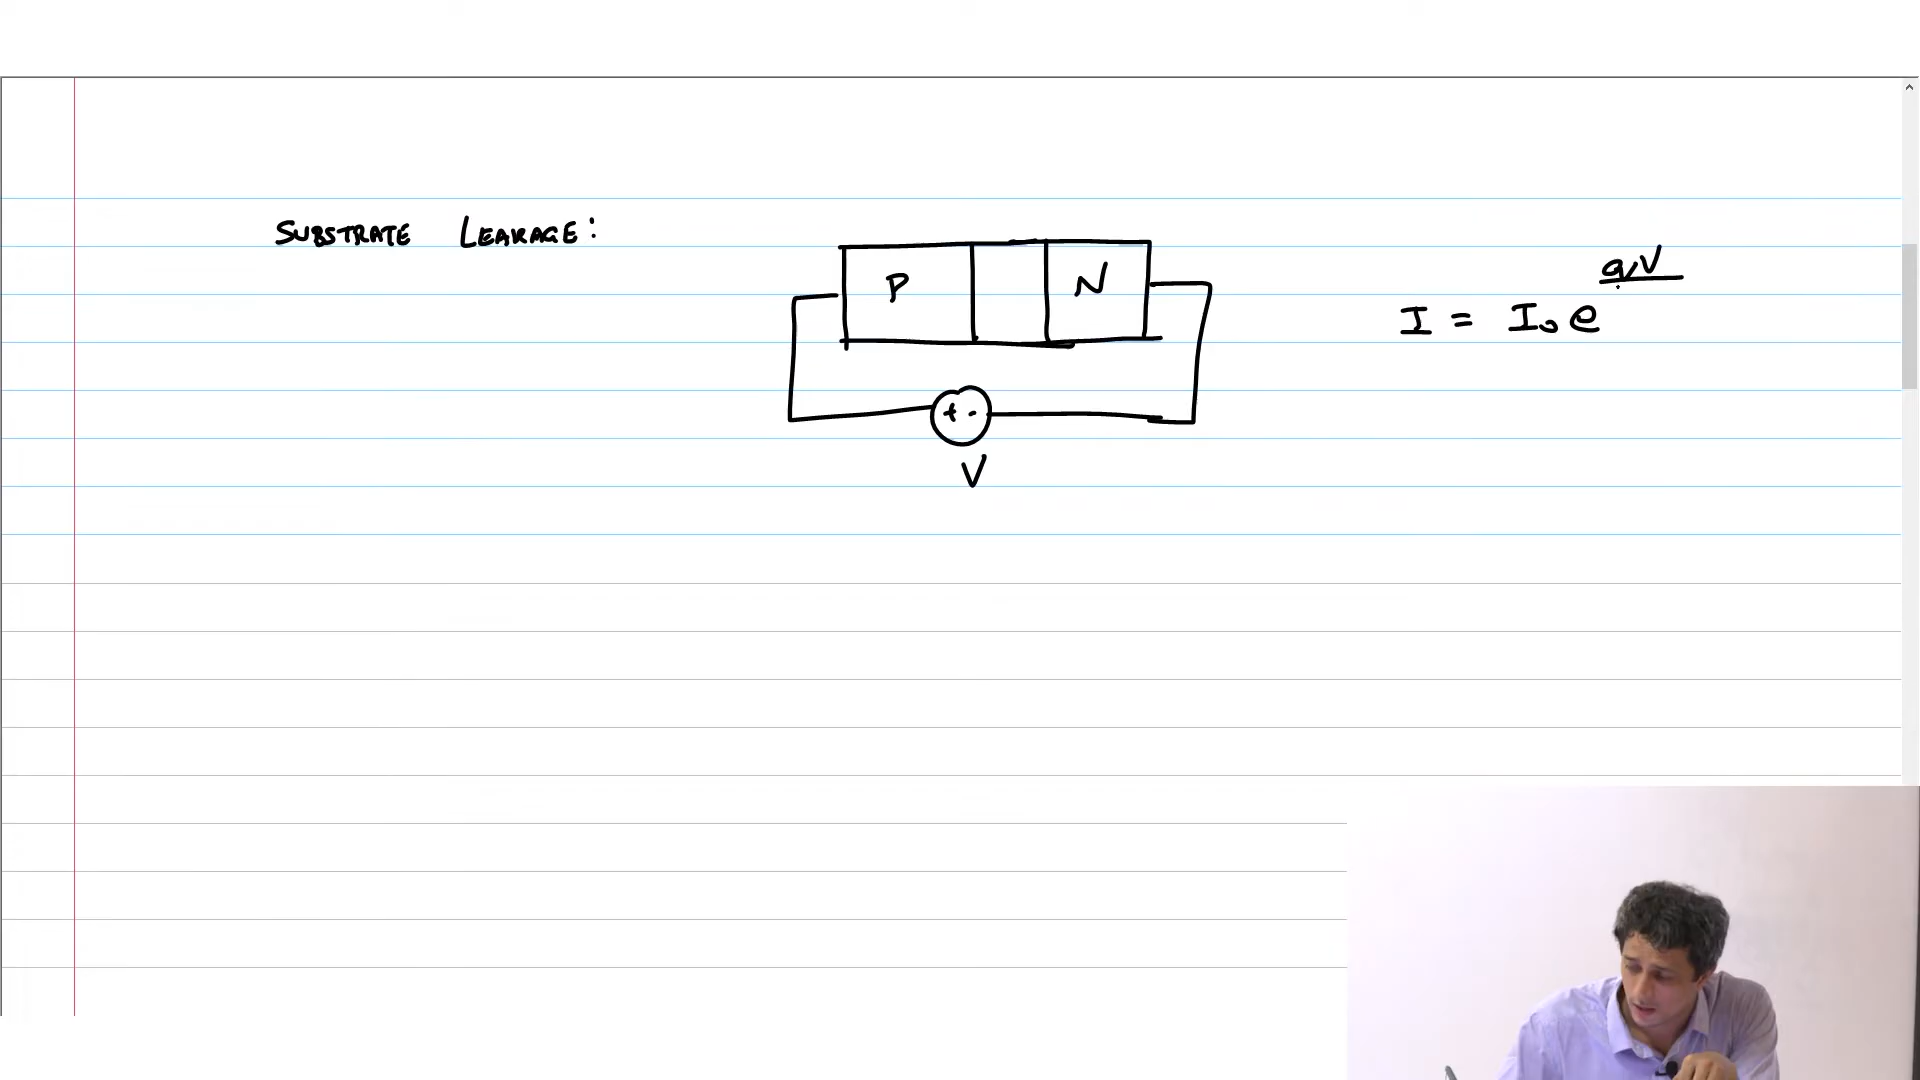 SUBSTRATE LEAKAGE:
P N
+ -
V
I = I₀ e^qV